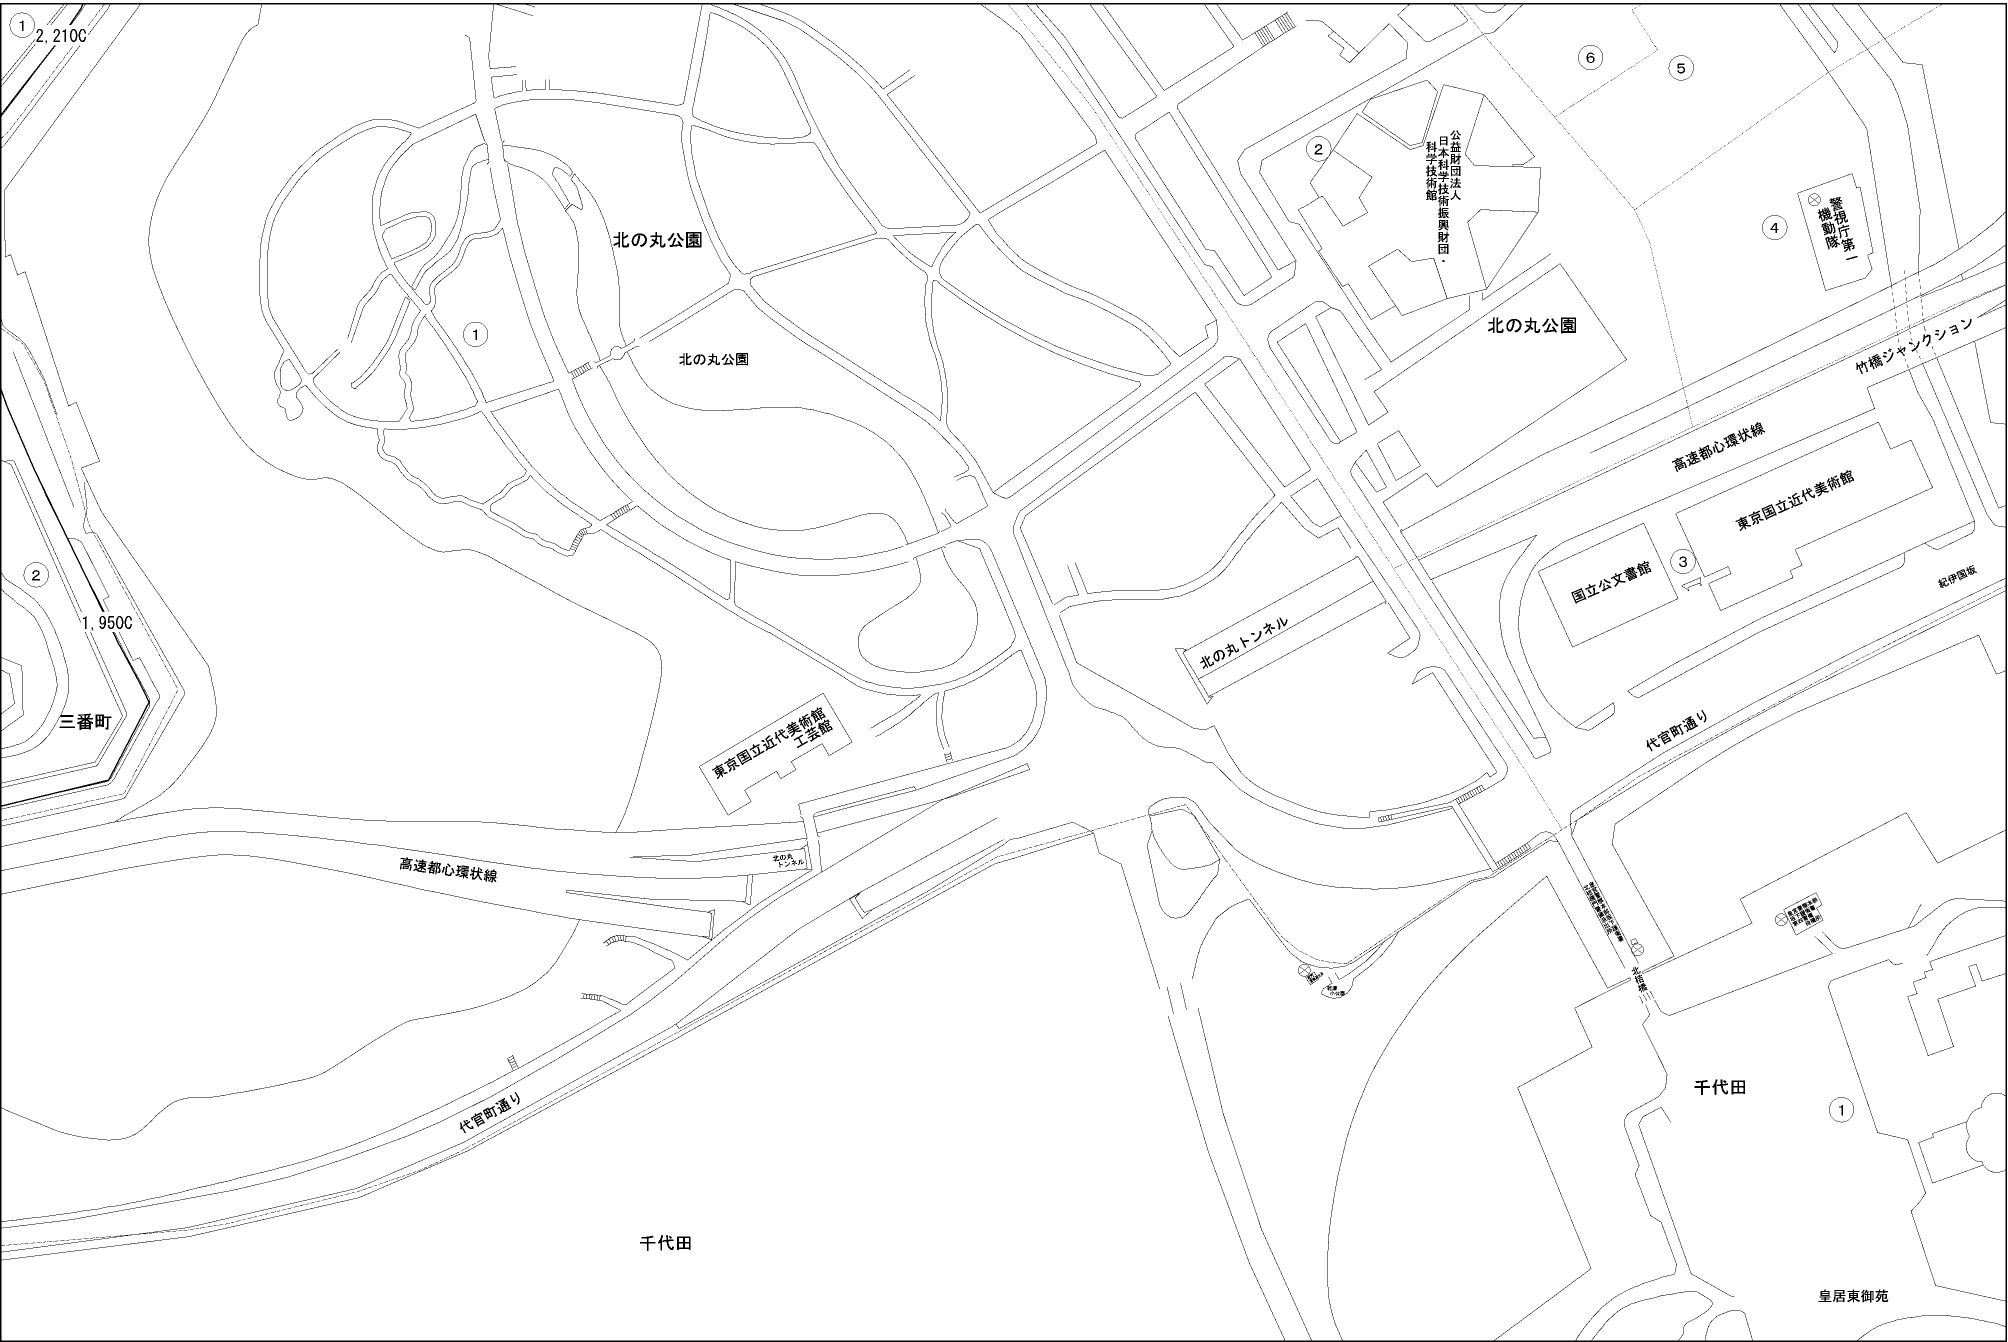 ①
2,210C
⑥
⑤
②
公益財団法人
日本科学技術振興財団・
科学技術館
④
警視庁第一
機動隊
北の丸公園
①
北の丸公園
北の丸公園
竹橋ジャンクション
高速都心環状線
東京国立近代美術館
国立公文書館
③
紀伊国坂
②
1,950C
三番町
北の丸トンネル
代官町通り
東京国立近代美術館
工芸館
高速都心環状線
北の丸
トンネル
北桔橋
代官町通り
千代田
①
千代田
皇居東御苑